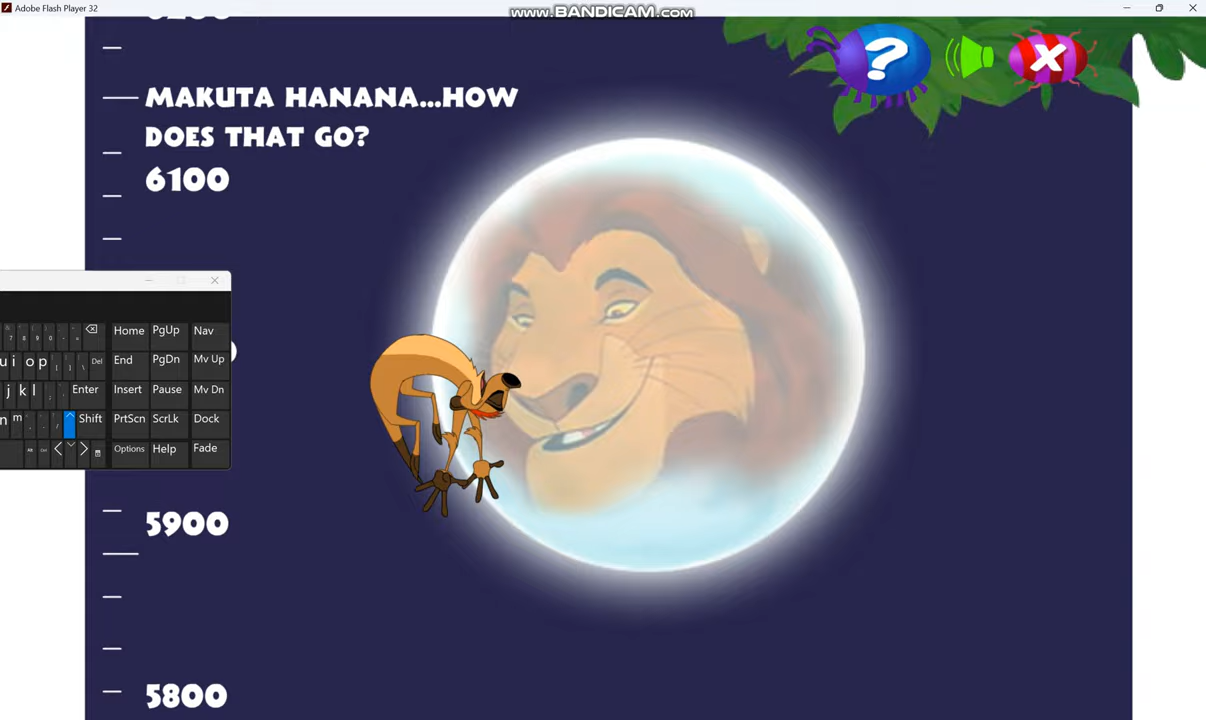 Adobe Flash Player 32
www.BANDICAM.com
MAKUTA HANANA...HOW
DOES THAT GO?
6100
?
Home PgUp Nav
u i o p Del End PgDn Mv Up
j k l Enter Insert Pause Mv Dn
n m Shift PrtScn ScrLk Dock
Options Help Fade
5900
5800